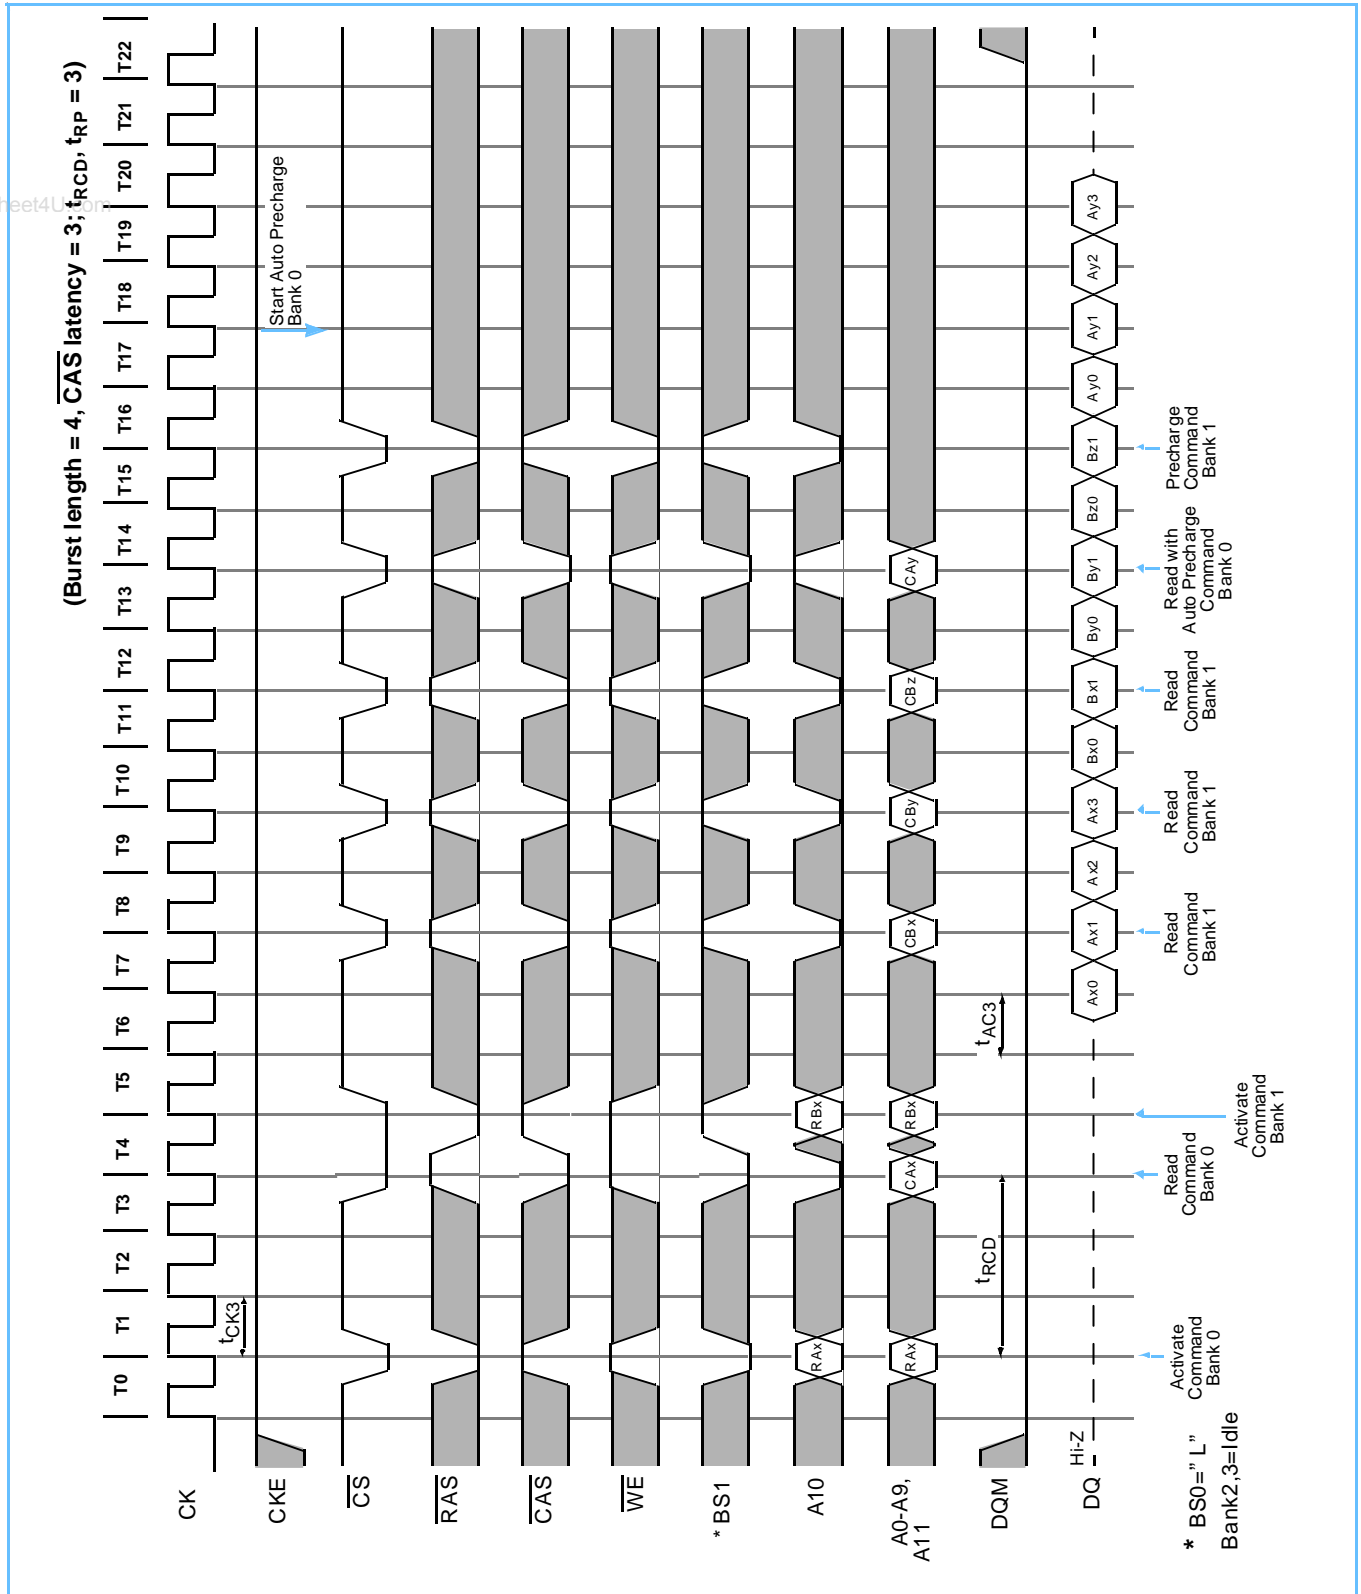 (Burst length = 4, CAS latency = 3; tRCD, tRP = 3)
T0 T1 T2 T3 T4 T5 T6 T7 T8 T9 T10 T11 T12 T13 T14 T15 T16 T17 T18 T19 T20 T21 T22
CK
tCK3
CKE
Start Auto Precharge
Bank 0
CS
RAS
CAS
WE
* BS1
A10
RAx RBx
A0-A9,
A11
RAx CAx RBx CBx CBy CBz CAy
DQM
tRCD
tAC3
DQ
Hi-Z
Ax0 Ax1 Ax2 Ax3 Bx0 Bx1 By0 By1 Bz0 Bz1 Ay0 Ay1 Ay2 Ay3
Activate
Command
Bank 0
Read
Command
Bank 0
Activate
Command
Bank 1
Read
Command
Bank 1
Read
Command
Bank 1
Read
Command
Bank 1
Read with
Auto Precharge
Command
Bank 0
Precharge
Command
Bank 1
* BS0=" L"
Bank2,3=Idle
heet4U.com